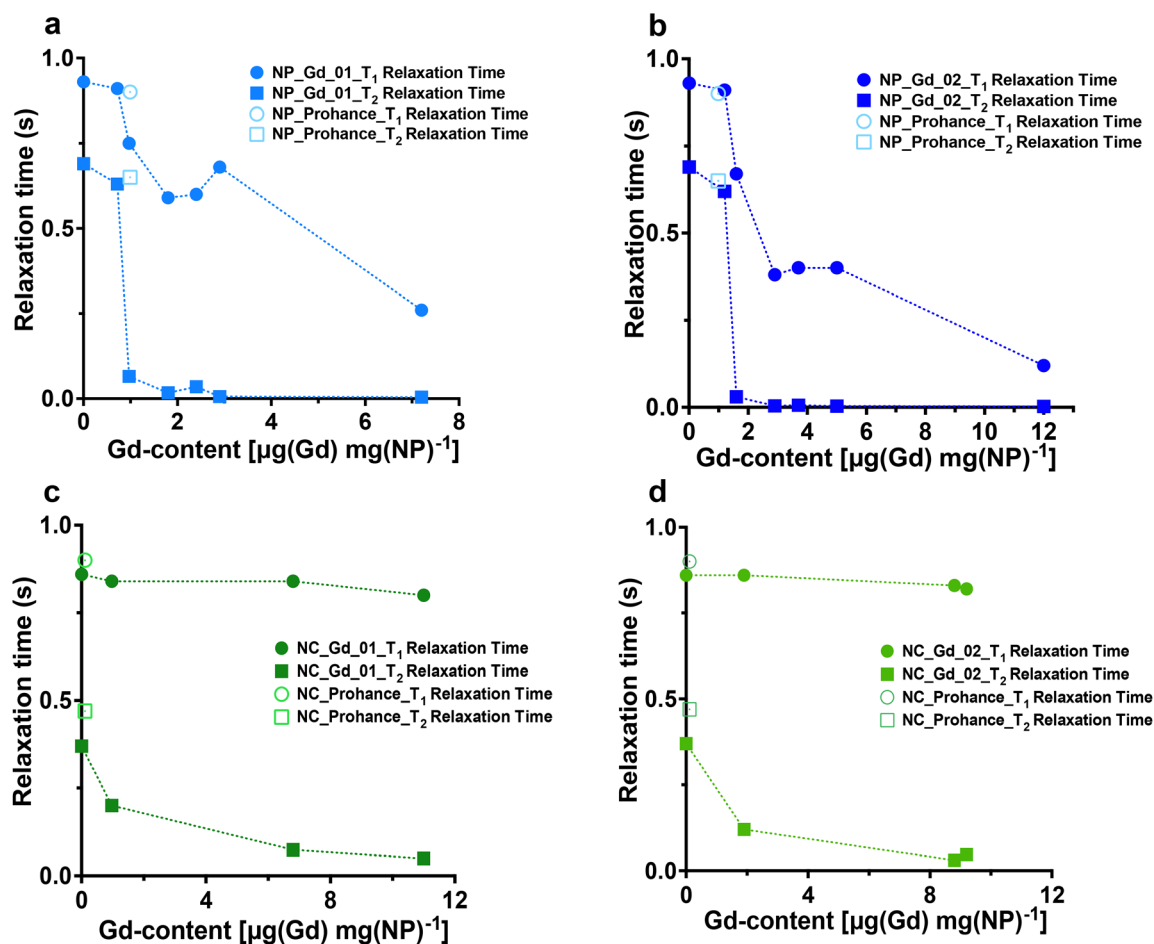 a
1.0
0.5
0.0
Relaxation time (s)
NP_Gd_01_T1 Relaxation Time
NP_Gd_01_T2 Relaxation Time
NP_Prohance_T1 Relaxation Time
NP_Prohance_T2 Relaxation Time
0 2 4 6 8
Gd-content [µg(Gd) mg(NP)-1]
b
1.0
0.5
0.0
Relaxation time (s)
NP_Gd_02_T1 Relaxation Time
NP_Gd_02_T2 Relaxation Time
NP_Prohance_T1 Relaxation Time
NP_Prohance_T2 Relaxation Time
0 2 4 6 8 10 12
Gd-content [µg(Gd) mg(NP)-1]
c
1.0
0.5
0.0
Relaxation time (s)
NC_Gd_01_T1 Relaxation Time
NC_Gd_01_T2 Relaxation Time
NC_Prohance_T1 Relaxation Time
NC_Prohance_T2 Relaxation Time
0 4 8 12
Gd-content [µg(Gd) mg(NP)-1]
d
1.0
0.5
0.0
Relaxation time (s)
NC_Gd_02_T1 Relaxation Time
NC_Gd_02_T2 Relaxation Time
NC_Prohance_T1 Relaxation Time
NC_Prohance_T2 Relaxation Time
0 4 8 12
Gd-content [µg(Gd) mg(NP)-1]